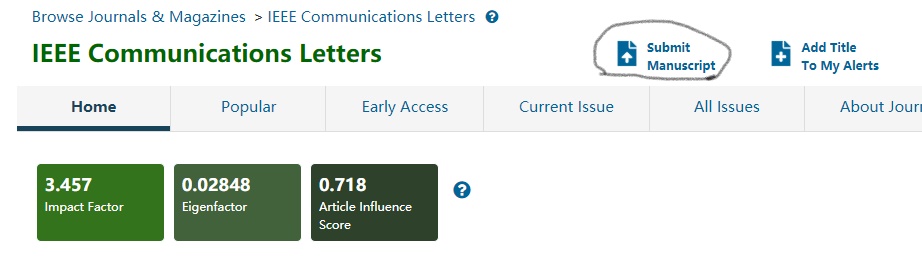 Browse Journals & Magazines > IEEE Communications Letters ?
IEEE Communications Letters
Submit
Manuscript
Add Title
To My Alerts
Home Popular Early Access Current Issue All Issues About Jour
3.457
Impact Factor
0.02848
Eigenfactor
0.718
Article Influence
Score
?